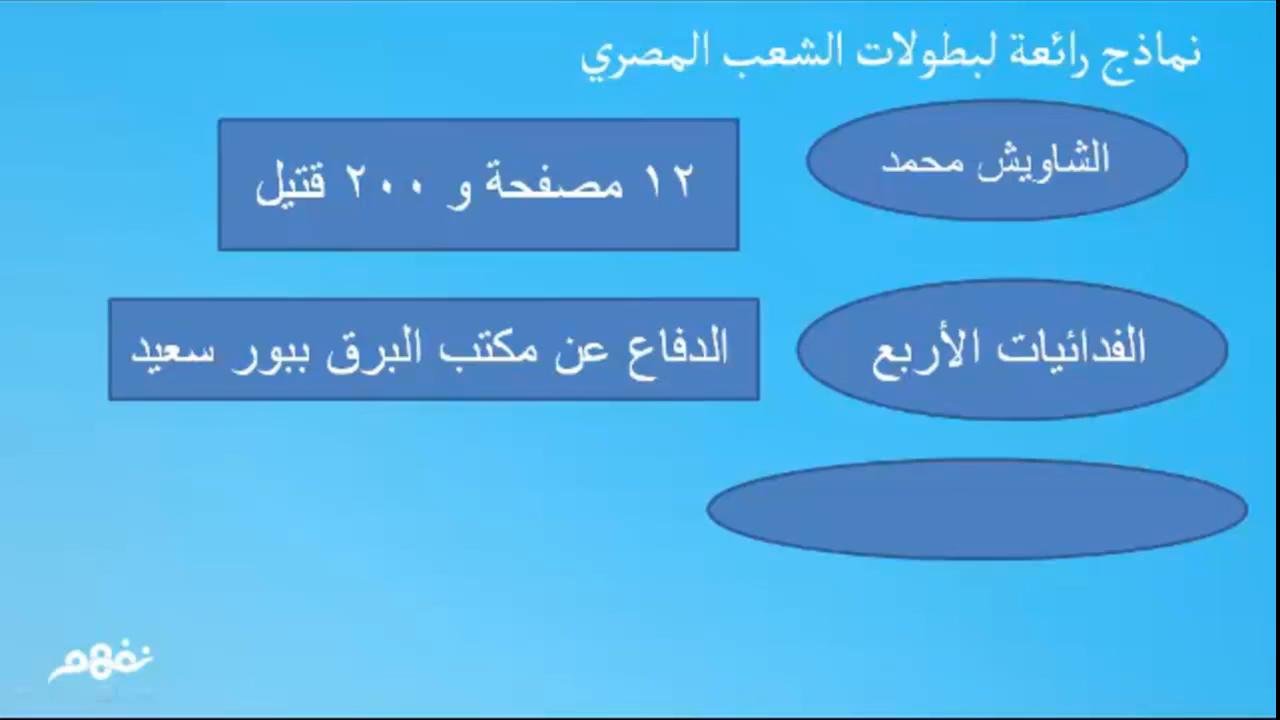 نماذج رائعة لبطولات الشعب المصري
الشاويش محمد
١٢ مصفحة و ٢٠٠ قتيل
الفدائيات الأربع
الدفاع عن مكتب البرق ببور سعيد
نفهم